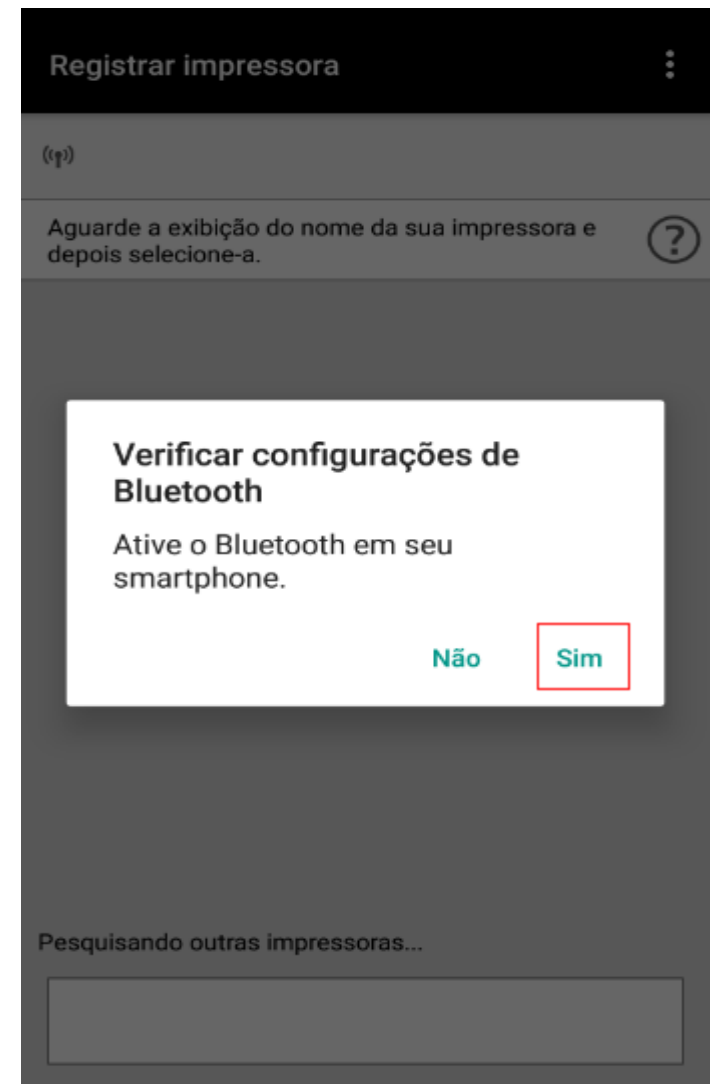 Registrar impressora
Aguarde a exibição do nome da sua impressora e
depois selecione-a.
?
Verificar configurações de
Bluetooth
Ative o Bluetooth em seu
smartphone.
Não Sim
Pesquisando outras impressoras...